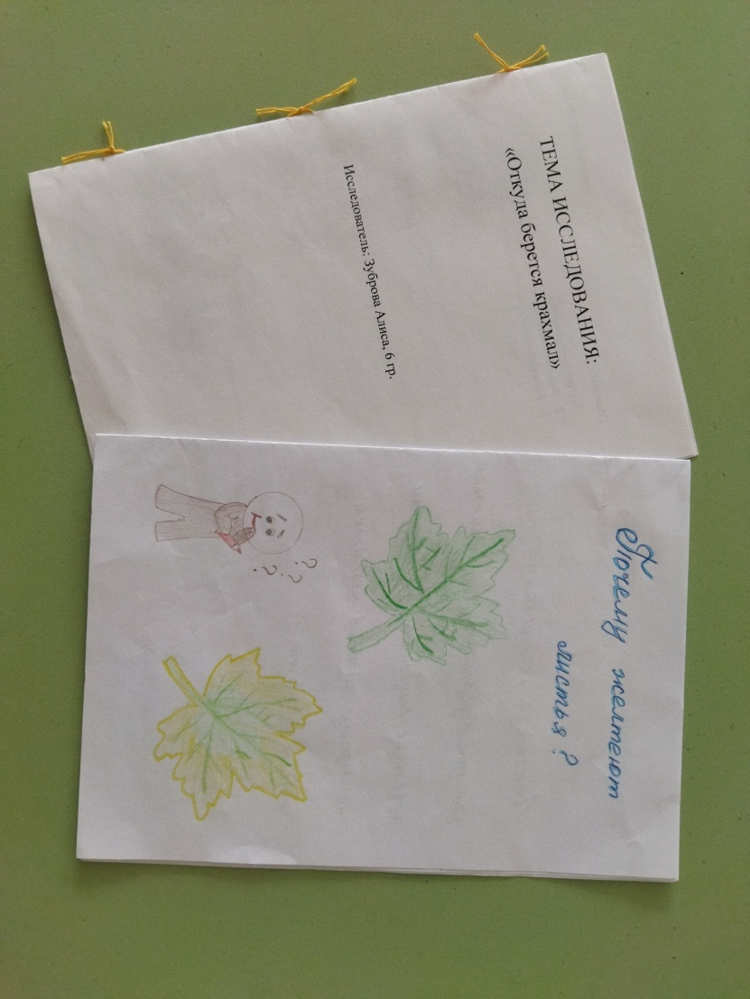 ТЕМА ИССЛЕДОВАНИЯ:
«Откуда берется крахмал»
Исследователь: Зуброва Алиса, 6 гр.
Почему желтеют
листья?
? ? ?